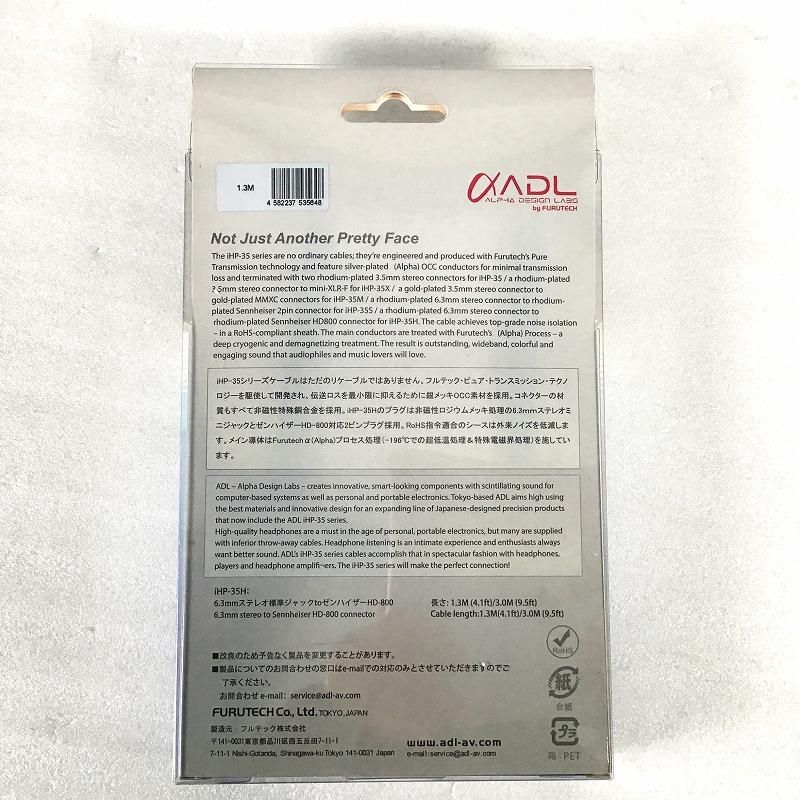 1.3M
4 582237 535646
αADL
ALPHA DESIGN LABS
by FURUTECH
Not Just Another Pretty Face
The iHP-35 series are no ordinary cables; they're engineered and produced with Furutech's Pure
Transmission technology and feature silver-plated (Alpha) OCC conductors for minimal transmission
loss and terminated with two rhodium-plated 3.5mm stereo connectors for iHP-35 / a rhodium-plated
3.5mm stereo connector to mini-XLR-F for iHP-35X / a gold-plated 3.5mm stereo connector to
gold-plated MMXC connectors for iHP-35M / a rhodium-plated 6.3mm stereo connector to rhodium-
plated Sennheiser 2pin connector for iHP-35S / a rhodium-plated 6.3mm stereo connector to
rhodium-plated Sennheiser HD800 connector for iHP-35H. The cable achieves top-grade noise isolation
– in a RoHS-compliant sheath. The main conductors are treated with Furutech's (Alpha) Process – a
deep cryogenic and demagnetizing treatment. The result is outstanding, wideband, colorful and
engaging sound that audiophiles and music lovers will love.
iHP-35シリーズケーブルはただのリケーブルではありません。フルテック・ピュア・トランスミッション・テクノ
ロジーを駆使して開発され、伝送ロスを最小限に抑えるために銀メッキOCC素材を採用。コネクターの材
質もすべて非磁性特殊銅合金を採用。iHP-35Hのプラグは非磁性ロジウムメッキ処理の6.3mmステレオミ
ニジャックとゼンハイザーHD-800対応2ピンプラグ採用。RoHS指令適合のシースは外来ノイズを低減しま
す。メイン導体はFurutech α(Alpha)プロセス処理(-196℃での超低温処理&特殊電磁界処理)を施してい
ます。
ADL – Alpha Design Labs – creates innovative, smart-looking components with scintillating sound for
computer-based systems as well as personal and portable electronics. Tokyo-based ADL aims high using
the best materials and innovative design for an expanding line of Japanese-designed precision products
that now include the ADL iHP-35 series.
High-quality headphones are a must in the age of personal, portable electronics, but many are supplied
with inferior throw-away cables. Headphone listening is an intimate experience and enthusiasts always
want better sound. ADL's iHP-35 series cables accomplish that in spectacular fashion with headphones,
players and headphone amplifi¬ers. The iHP-35 series will make the perfect connection!
iHP-35H:
6.3mmステレオ標準ジャックtoゼンハイザーHD-800 長さ: 1.3M (4.1ft)/3.0M (9.5ft)
6.3mm stereo to Sennheiser HD-800 connector Cable length:1.3M(4.1ft)/3.0M (9.5ft)
RoHS
■改良のため予告なく製品を変更することがあります。
■製品についてのお問合わせの窓口はe-mailでの対応のみとさせていただきますのでご
了承ください。
お問合わせ e-mail: service@adl-av.com
紙
台紙
FURUTECH Co., Ltd. TOKYO, JAPAN
製造元: フルテック株式会社
〒141-0031東京都品川区西五反田7-11-1 www.adl-av.com
7-11-1 Nishi-Gotanda, Shinagawa-ku Tokyo 141-0031 Japan e-mail:service@adl-av.com
プラ
箱:PET